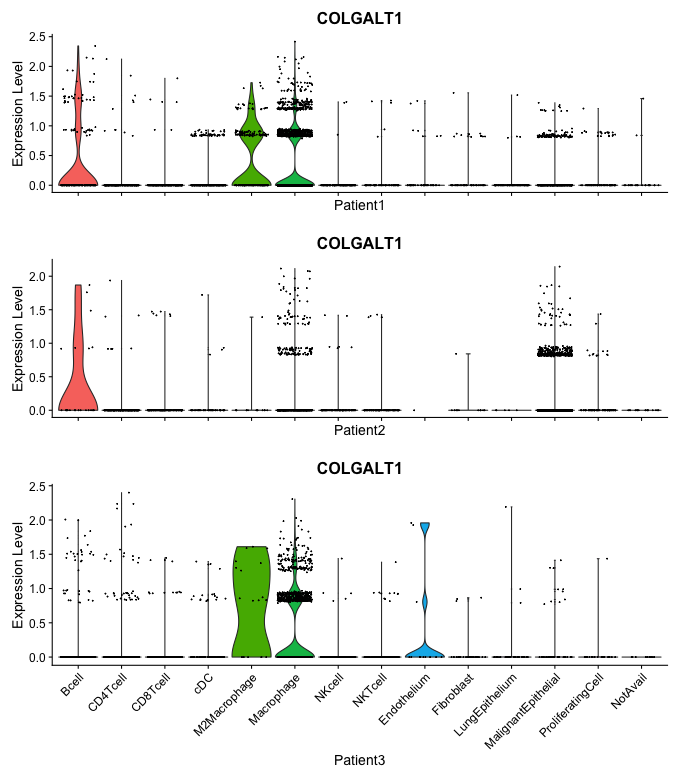 COLGALT1
Expression Level
2.5
2.0
1.5
1.0
0.5
0.0
Patient1
COLGALT1
Expression Level
2.0
1.5
1.0
0.5
0.0
Patient2
COLGALT1
Expression Level
2.5
2.0
1.5
1.0
0.5
0.0
Bcell
CD4Tcell
CD8Tcell
cDC
M2Macrophage
Macrophage
NKcell
NKTcell
Endothelium
Fibroblast
LungEpithelium
MalignantEpithelial
ProliferatingCell
NotAvail
Patient3